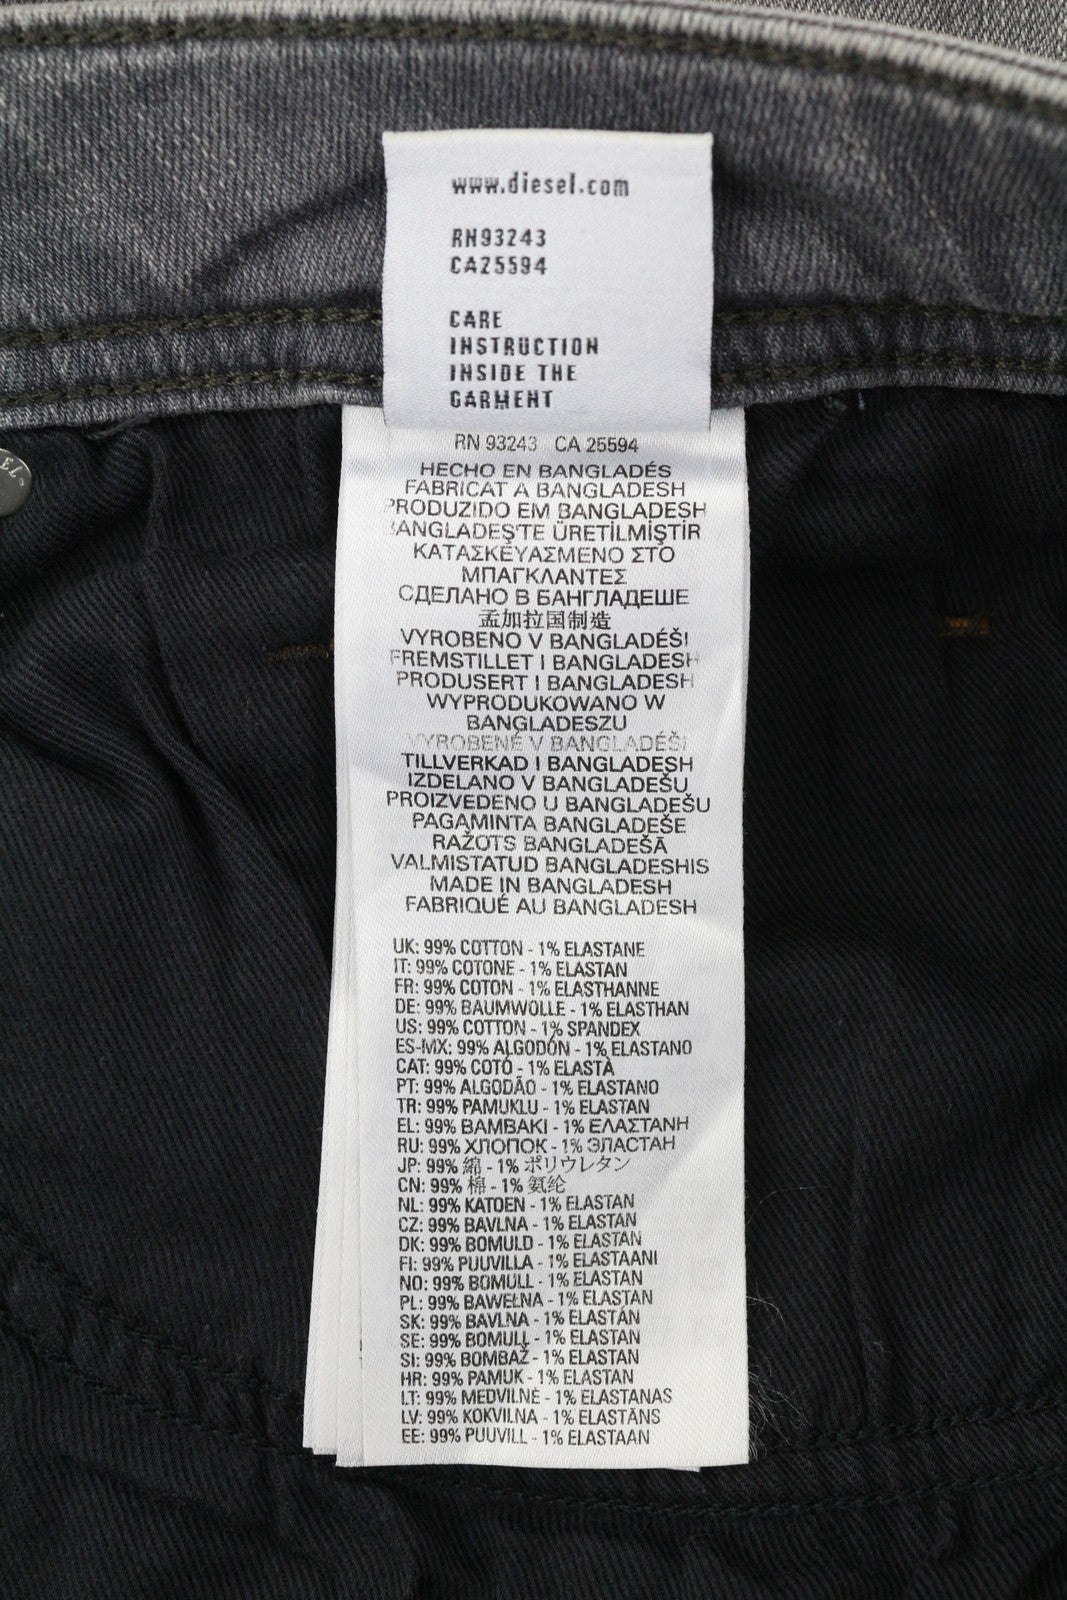 www.diesel.com
RN93243
CA25594
CARE
INSTRUCTION
INSIDE THE
GARMENT
RN 93243 CA 25594
HECHO EN BANGLADÉS
FABRICAT A BANGLADESH
PRODUZIDO EM BANGLADESH
BANGLADEŞ'TE ÜRETİLMİŞTİR
ΚΑΤΑΣΚΕΥΑΣΜΕΝΟ ΣΤΟ
ΜΠΑΓΚΛΑΝΤΕΣ
СДЕЛАНО В БАНГЛАДЕШЕ
孟加拉国制造
VYROBENO V BANGLADÉŠI
FREMSTILLET I BANGLADESH
PRODUSERT I BANGLADESH
WYPRODUKOWANO W
BANGLADESZU
VYROBENÉ V BANGLADÉŠI
TILLVERKAD I BANGLADESH
IZDELANO V BANGLADEŠU
PROIZVEDENO U BANGLADEŠU
PAGAMINTA BANGLADEŠE
RAŽOTS BANGLADEŠĀ
VALMISTATUD BANGLADESHIS
MADE IN BANGLADESH
FABRIQUÉ AU BANGLADESH
UK: 99% COTTON - 1% ELASTANE
IT: 99% COTONE - 1% ELASTAN
FR: 99% COTON - 1% ELASTHANNE
DE: 99% BAUMWOLLE - 1% ELASTHAN
US: 99% COTTON - 1% SPANDEX
ES-MX: 99% ALGODÓN - 1% ELASTANO
CAT: 99% COTÓ - 1% ELASTÀ
PT: 99% ALGODÃO - 1% ELASTANO
TR: 99% PAMUKLU - 1% ELASTAN
EL: 99% ΒΑΜΒΑΚΙ - 1% ΕΛΑΣΤΑΝΗ
RU: 99% ХЛОПОК - 1% ЭЛАСТАН
JP: 99% 綿 - 1% ポリウレタン
CN: 99% 棉 - 1% 氨纶
NL: 99% KATOEN - 1% ELASTAN
CZ: 99% BAVLNA - 1% ELASTAN
DK: 99% BOMULD - 1% ELASTAN
FI: 99% PUUVILLA - 1% ELASTAANI
NO: 99% BOMULL - 1% ELASTAN
PL: 99% BAWEŁNA - 1% ELASTAN
SK: 99% BAVLNA - 1% ELASTAN
SE: 99% BOMULL - 1% ELASTAN
SI: 99% BOMBAŽ - 1% ELASTAN
HR: 99% PAMUK - 1% ELASTAN
LT: 99% MEDVILNĖ - 1% ELASTANAS
LV: 99% KOKVILNA - 1% ELASTĀNS
EE: 99% PUUVILL - 1% ELASTAAN